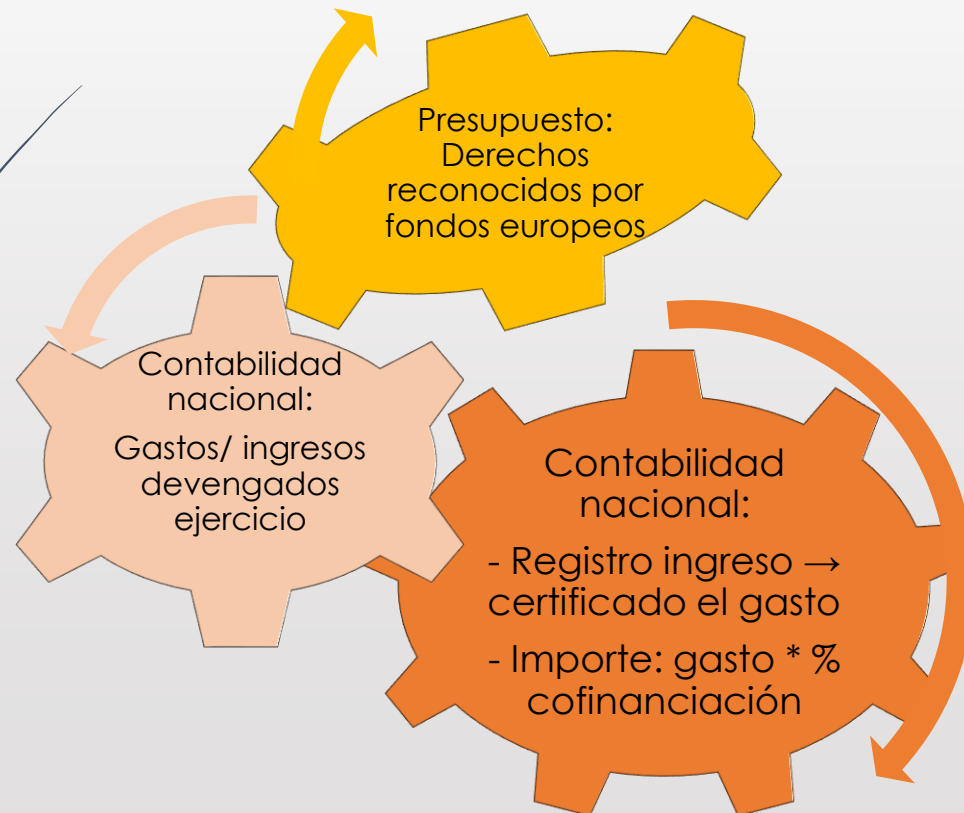 Presupuesto:
Derechos
reconocidos por
fondos europeos
Contabilidad
nacional:
Gastos/ ingresos
devengados
ejercicio
Contabilidad
nacional:
- Registro ingreso →
certificado el gasto
- Importe: gasto * %
cofinanciación